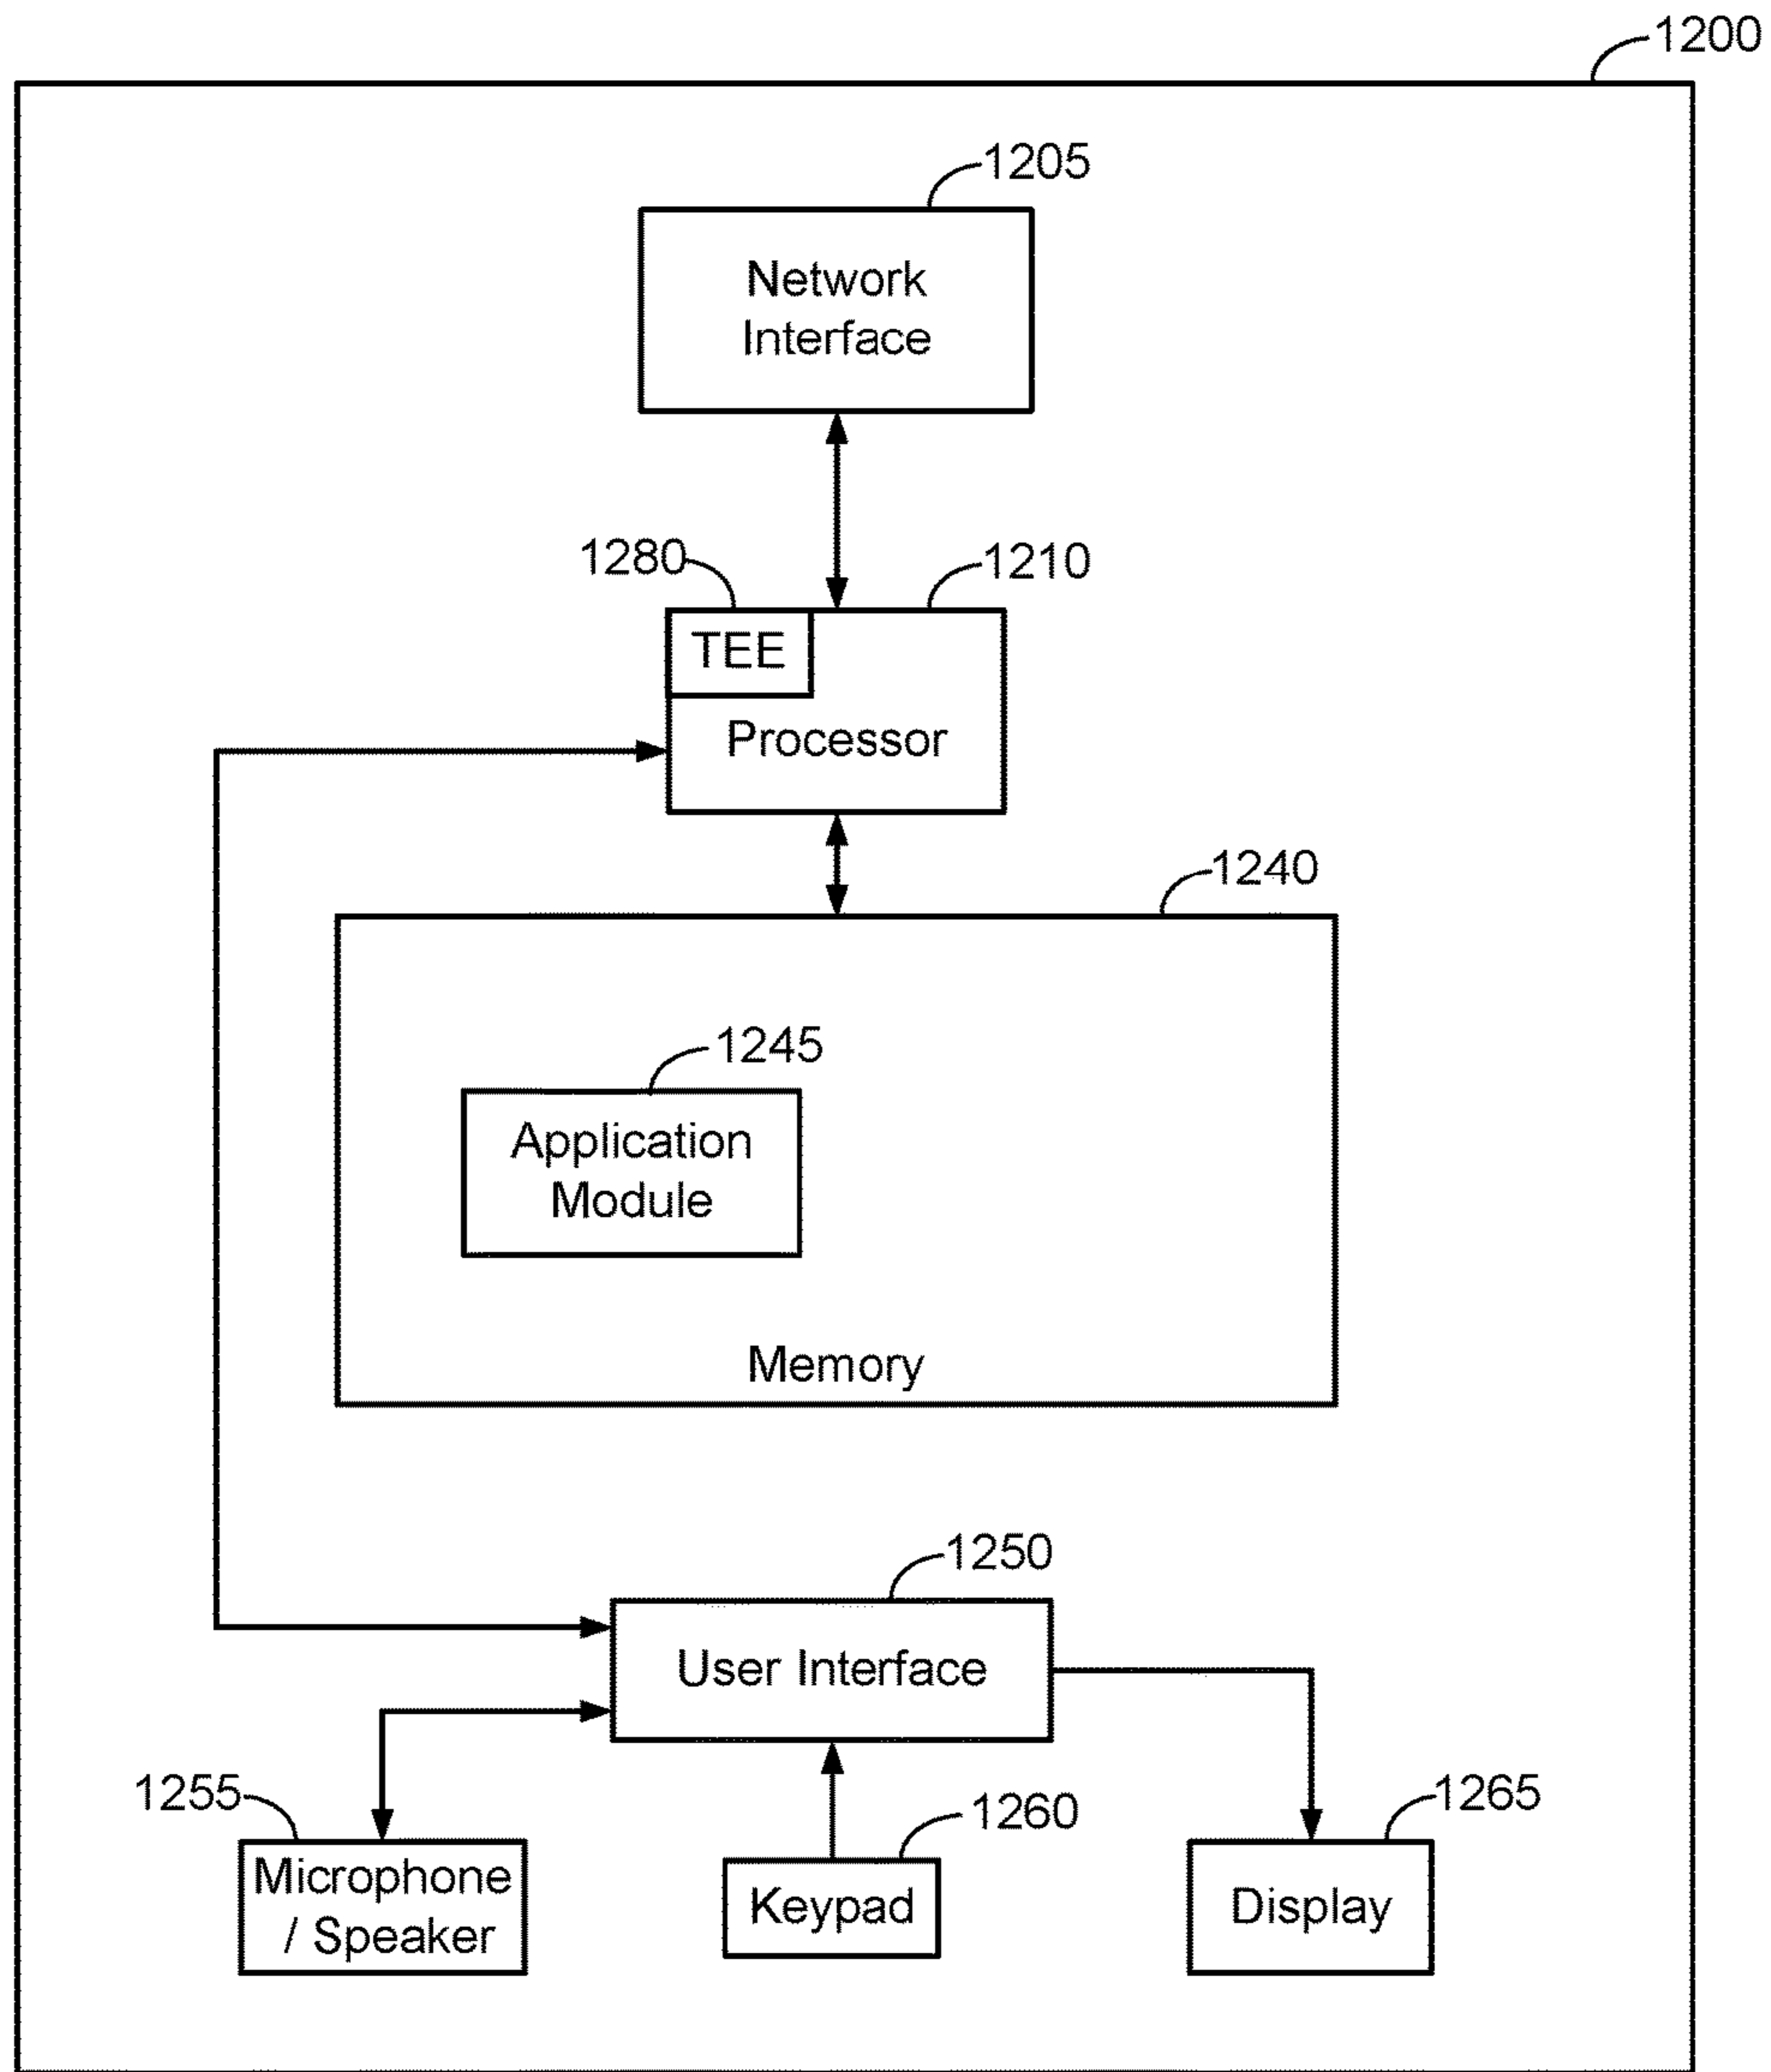 1200
1205
Network
Interface
1280
1210
TEE
Processor
1240
1245
Application
Module
Memory
1250
User Interface
1255
1260
1265
Microphone
/ Speaker
Keypad
Display